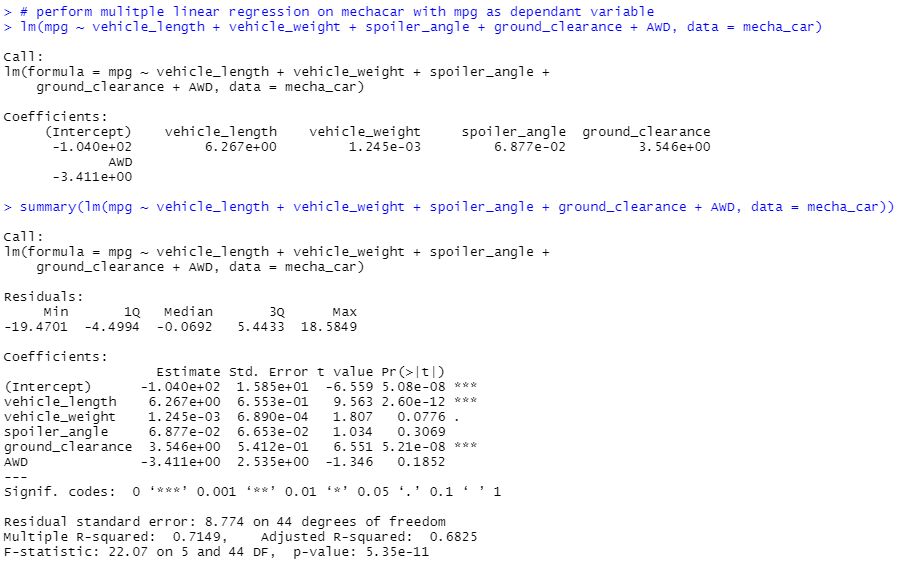 > # perform mulitple linear regression on mechacar with mpg as dependant variable
> lm(mpg ~ vehicle_length + vehicle_weight + spoiler_angle + ground_clearance + AWD, data = mecha_car)
Call:
lm(formula = mpg ~ vehicle_length + vehicle_weight + spoiler_angle +
    ground_clearance + AWD, data = mecha_car)
Coefficients:
     (Intercept)    vehicle_length    vehicle_weight     spoiler_angle  ground_clearance
      -1.040e+02         6.267e+00         1.245e-03         6.877e-02         3.546e+00
             AWD
      -3.411e+00
> summary(lm(mpg ~ vehicle_length + vehicle_weight + spoiler_angle + ground_clearance + AWD, data = mecha_car))
Call:
lm(formula = mpg ~ vehicle_length + vehicle_weight + spoiler_angle +
    ground_clearance + AWD, data = mecha_car)
Residuals:
     Min       1Q   Median       3Q      Max
-19.4701  -4.4994  -0.0692   5.4433  18.5849
Coefficients:
                   Estimate Std. Error t value Pr(>|t|)
(Intercept)      -1.040e+02  1.585e+01  -6.559 5.08e-08 ***
vehicle_length    6.267e+00  6.553e-01   9.563 2.60e-12 ***
vehicle_weight    1.245e-03  6.890e-04   1.807   0.0776 .
spoiler_angle     6.877e-02  6.653e-02   1.034   0.3069
ground_clearance  3.546e+00  5.412e-01   6.551 5.21e-08 ***
AWD              -3.411e+00  2.535e+00  -1.346   0.1852
---
Signif. codes:  0 ‘***’ 0.001 ‘**’ 0.01 ‘*’ 0.05 ‘.’ 0.1 ‘ ’ 1
Residual standard error: 8.774 on 44 degrees of freedom
Multiple R-squared:  0.7149,    Adjusted R-squared:  0.6825
F-statistic: 22.07 on 5 and 44 DF,  p-value: 5.35e-11